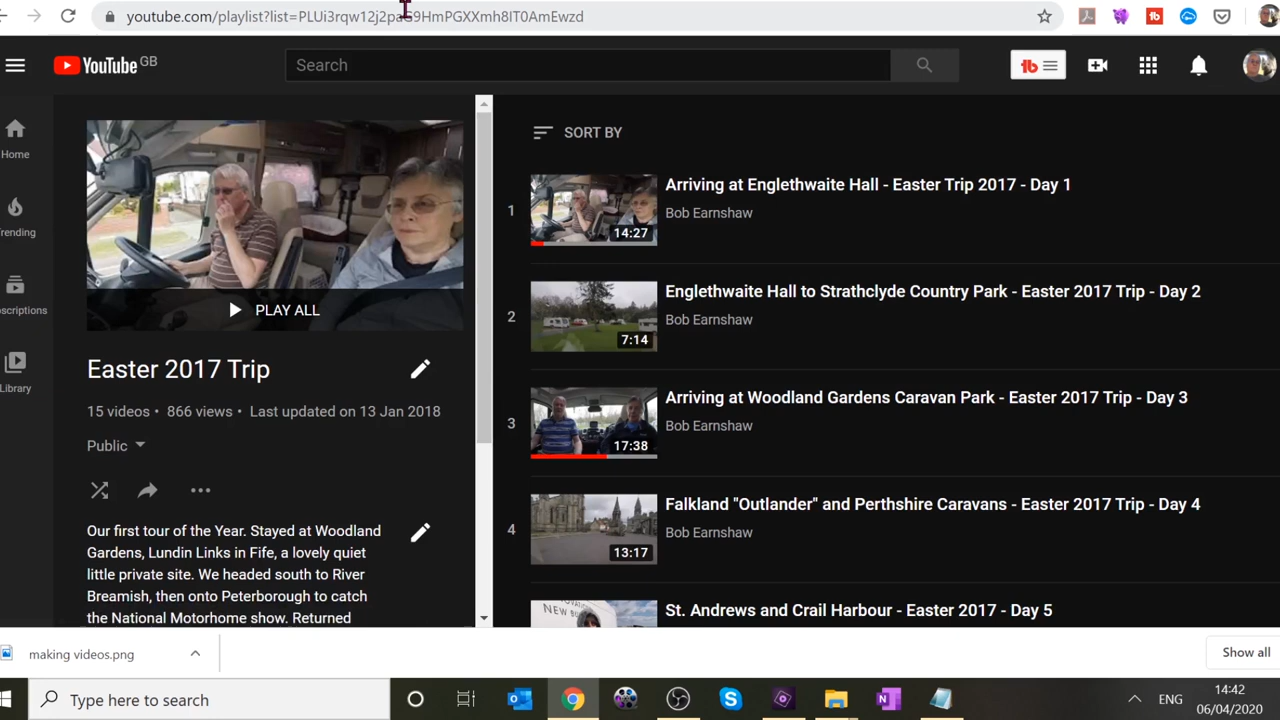 youtube.com/playlist?list=PLUi3rqw12j2paG9HmPGXXrnh8IT0AmEwzd
YouTube GB
Search
Home
Trending
Subscriptions
Library
PLAY ALL
Easter 2017 Trip
15 videos • 866 views • Last updated on 13 Jan 2018
Public
Our first tour of the Year. Stayed at Woodland
Gardens, Lundin Links in Fife, a lovely quiet
little private site. We headed south to River
Breamish, then onto Peterborough to catch
the National Motorhome show. Returned
SORT BY
1
14:27
Arriving at Englethwaite Hall - Easter Trip 2017 - Day 1
Bob Earnshaw
2
7:14
Englethwaite Hall to Strathclyde Country Park - Easter 2017 Trip - Day 2
Bob Earnshaw
3
17:38
Arriving at Woodland Gardens Caravan Park - Easter 2017 Trip - Day 3
Bob Earnshaw
4
13:17
Falkland "Outlander" and Perthshire Caravans - Easter 2017 Trip - Day 4
Bob Earnshaw
St. Andrews and Crail Harbour - Easter 2017 - Day 5
making videos.png
Show all
Type here to search
ENG
14:42
06/04/2020